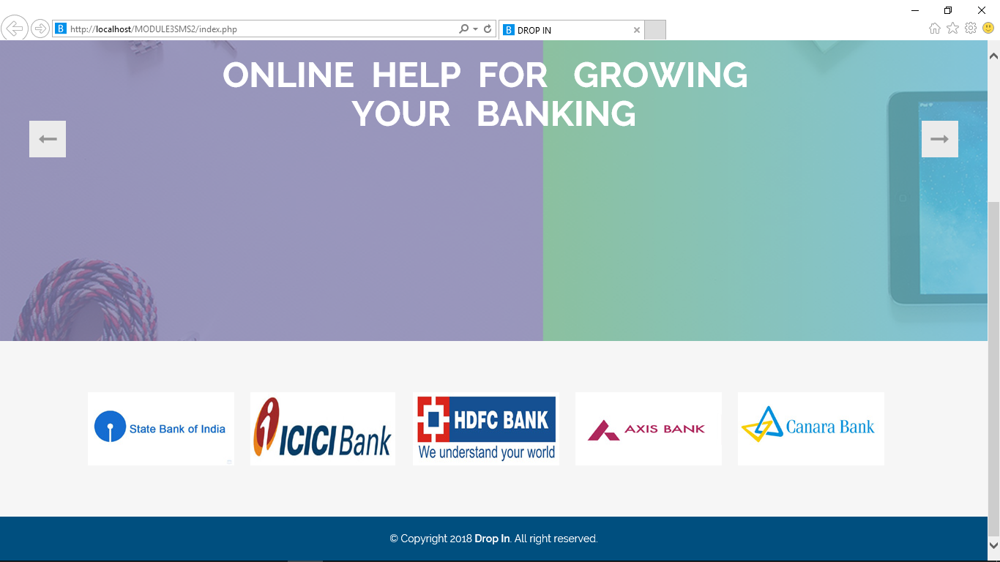 http://localhost/MODULE3SMS2/index.php
B DROP IN
ONLINE HELP FOR GROWING
YOUR BANKING
State Bank of India
ICICI Bank
HDFC BANK
We understand your world
AXIS BANK
Canara Bank
© Copyright 2018 Drop In. All right reserved.